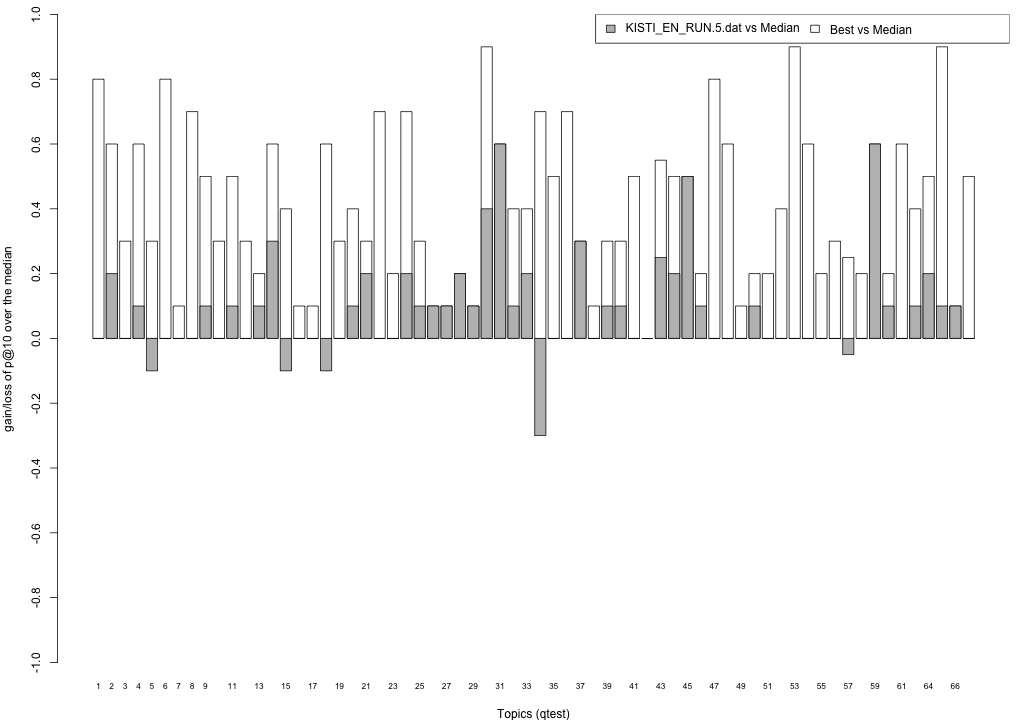 KISTI_EN_RUN.5.dat vs Median
Best vs Median
gain/loss of p@10 over the median
1.0
0.8
0.6
0.4
0.2
0.0
-0.2
-0.4
-0.6
-0.8
-1.0
1 2 3 4 5 6 7 8 9 11 13 15 17 19 21 23 25 27 29 31 33 35 37 39 41 43 45 47 49 51 53 55 57 59 61 64 66
Topics (qtest)